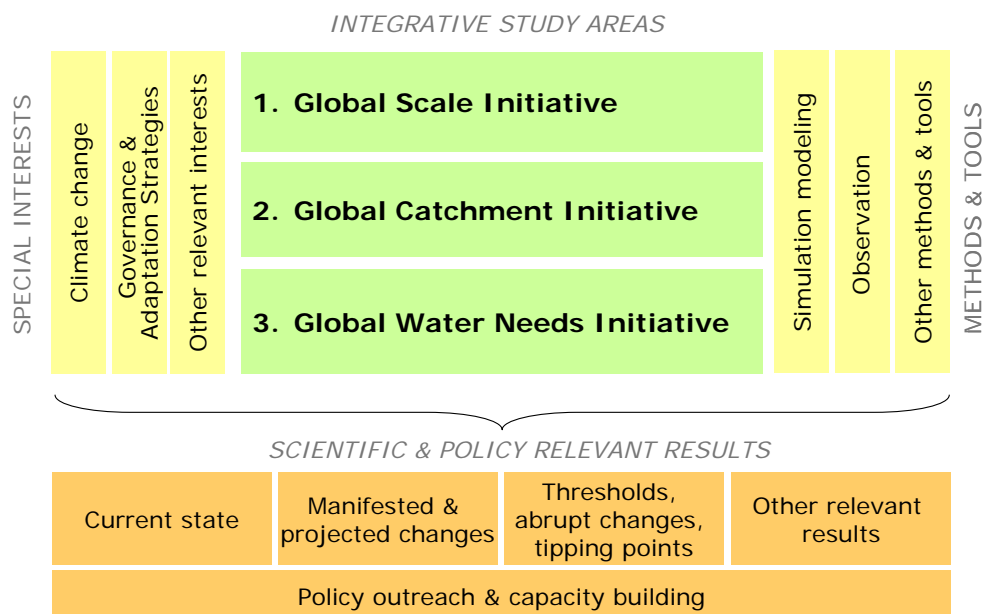 INTEGRATIVE STUDY AREAS
SPECIAL INTERESTS
Climate change
Governance &
Adaptation Strategies
Other relevant interests
1. Global Scale Initiative
2. Global Catchment Initiative
3. Global Water Needs Initiative
Simulation modeling
Observation
Other methods & tools
METHODS & TOOLS
SCIENTIFIC & POLICY RELEVANT RESULTS
Current state
Manifested &
projected changes
Thresholds,
abrupt changes,
tipping points
Other relevant
results
Policy outreach & capacity building